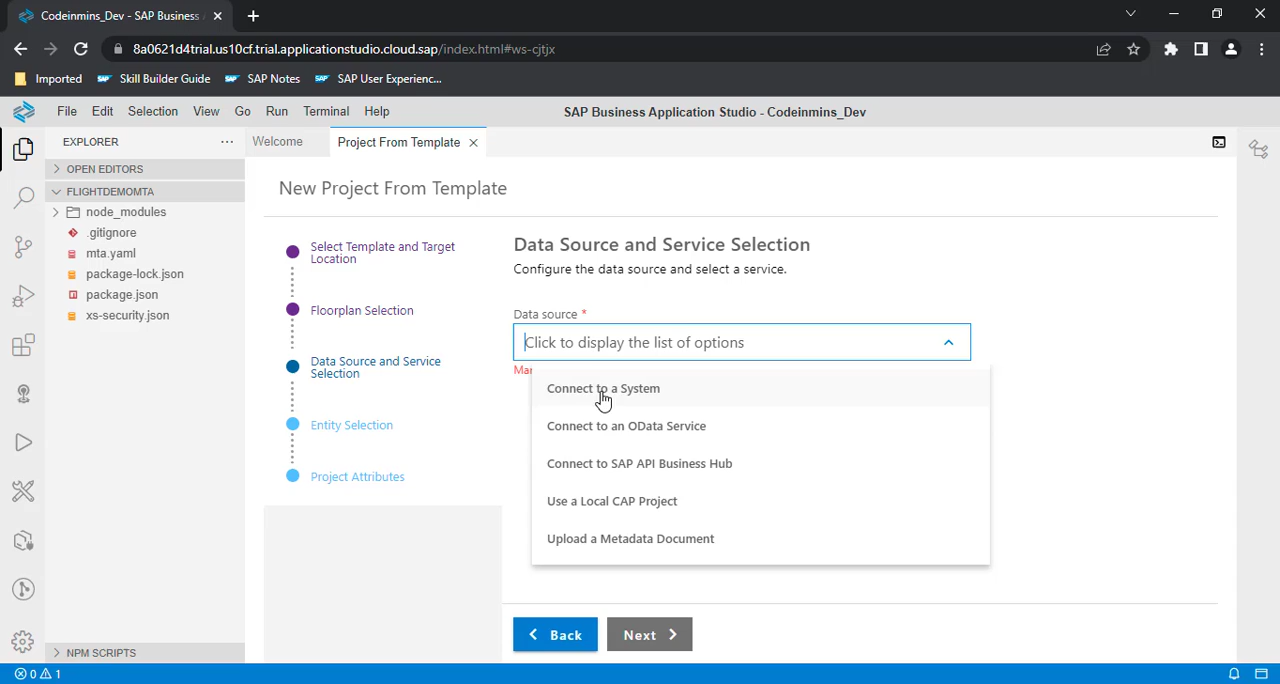 Codeinmins_Dev - SAP Business
8a0621d4trial.us10cf.trial.applicationstudio.cloud.sap/index.html#ws-cjtjx
Imported
Skill Builder Guide
SAP Notes
SAP User Experienc...
File Edit Selection View Go Run Terminal Help
SAP Business Application Studio - Codeinmins_Dev
EXPLORER
OPEN EDITORS
FLIGHTDEMOMTA
node_modules
.gitignore
mta.yaml
package-lock.json
package.json
xs-security.json
NPM SCRIPTS
Welcome
Project From Template
New Project From Template
Select Template and Target
Location
Floorplan Selection
Data Source and Service
Selection
Entity Selection
Project Attributes
Data Source and Service Selection
Configure the data source and select a service.
Data source *
Click to display the list of options
Connect to a System
Connect to an OData Service
Connect to SAP API Business Hub
Use a Local CAP Project
Upload a Metadata Document
Back
Next
0 1